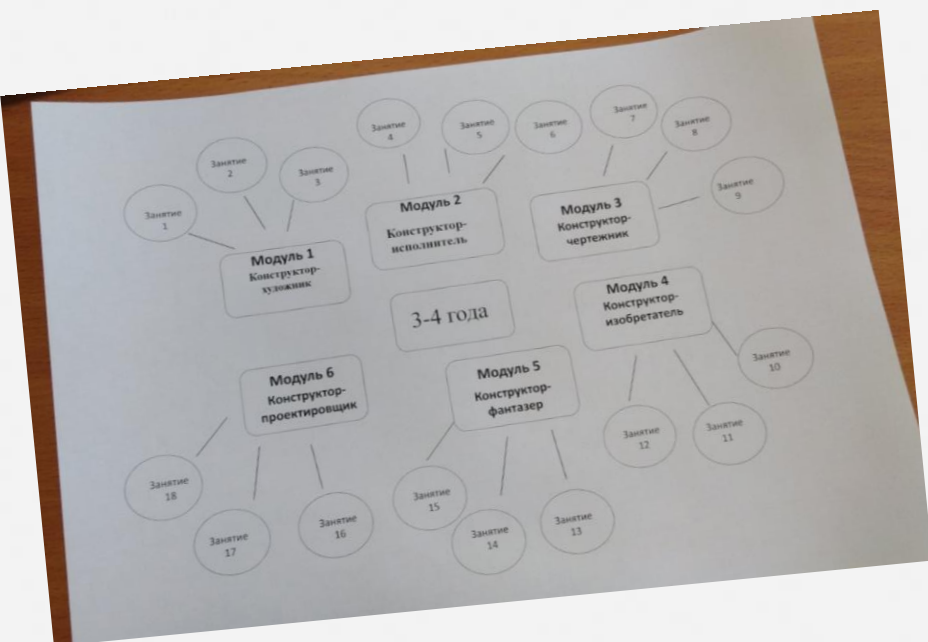 Занятие
1
Занятие
2
Занятие
3
Модуль 1
Конструктор-
художник
Занятие
4
Занятие
5
Занятие
6
Модуль 2
Конструктор-
исполнитель
Занятие
7
Занятие
8
Занятие
9
Модуль 3
Конструктор-
чертежник
3-4 года
Модуль 4
Конструктор-
изобретатель
Занятие
10
Занятие
11
Занятие
12
Модуль 5
Конструктор-
фантазер
Занятие
13
Занятие
14
Занятие
15
Модуль 6
Конструктор-
проектировщик
Занятие
16
Занятие
17
Занятие
18